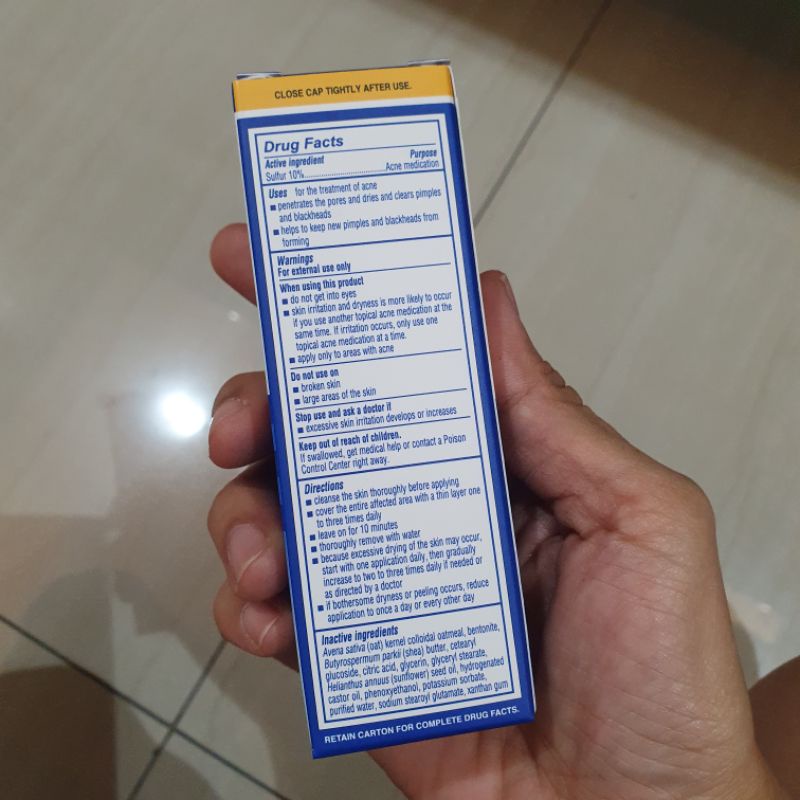 CLOSE CAP TIGHTLY AFTER USE.
Drug Facts
Active ingredient Purpose
Sulfur 10%..............................Acne medication
Uses for the treatment of acne
■ penetrates the pores and dries and clears pimples
and blackheads
■ helps to keep new pimples and blackheads from
forming
Warnings
For external use only
When using this product
■ do not get into eyes
■ skin irritation and dryness is more likely to occur
if you use another topical acne medication at the
same time. If irritation occurs, only use one
topical acne medication at a time.
■ apply only to areas with acne
Do not use on
■ broken skin
■ large areas of the skin
Stop use and ask a doctor if
■ excessive skin irritation develops or increases
Keep out of reach of children.
If swallowed, get medical help or contact a Poison
Control Center right away.
Directions
■ cleanse the skin thoroughly before applying
■ cover the entire affected area with a thin layer one
to three times daily
■ leave on for 10 minutes
■ thoroughly remove with water
■ because excessive drying of the skin may occur,
start with one application daily, then gradually
increase to two to three times daily if needed or
as directed by a doctor
■ if bothersome dryness or peeling occurs, reduce
application to once a day or every other day
Inactive ingredients
Avena sativa (oat) kernel colloidal oatmeal, bentonite,
Butyrospermum parkii (shea) butter, cetearyl
glucoside, citric acid, glycerin, glyceryl stearate,
Helianthus annuus (sunflower) seed oil, hydrogenated
castor oil, phenoxyethanol, potassium sorbate,
purified water, sodium stearoyl glutamate, xanthan gum
RETAIN CARTON FOR COMPLETE DRUG FACTS.